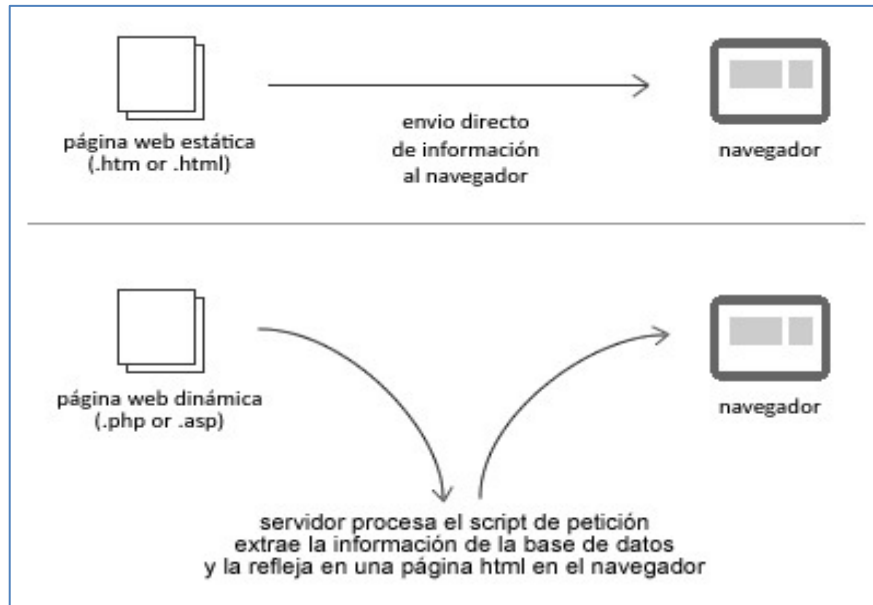 página web estática
(.htm or .html)
envio directo
de información
al navegador
navegador
página web dinámica
(.php or .asp)
navegador
servidor procesa el script de petición
extrae la información de la base de datos
y la refleja en una página html en el navegador